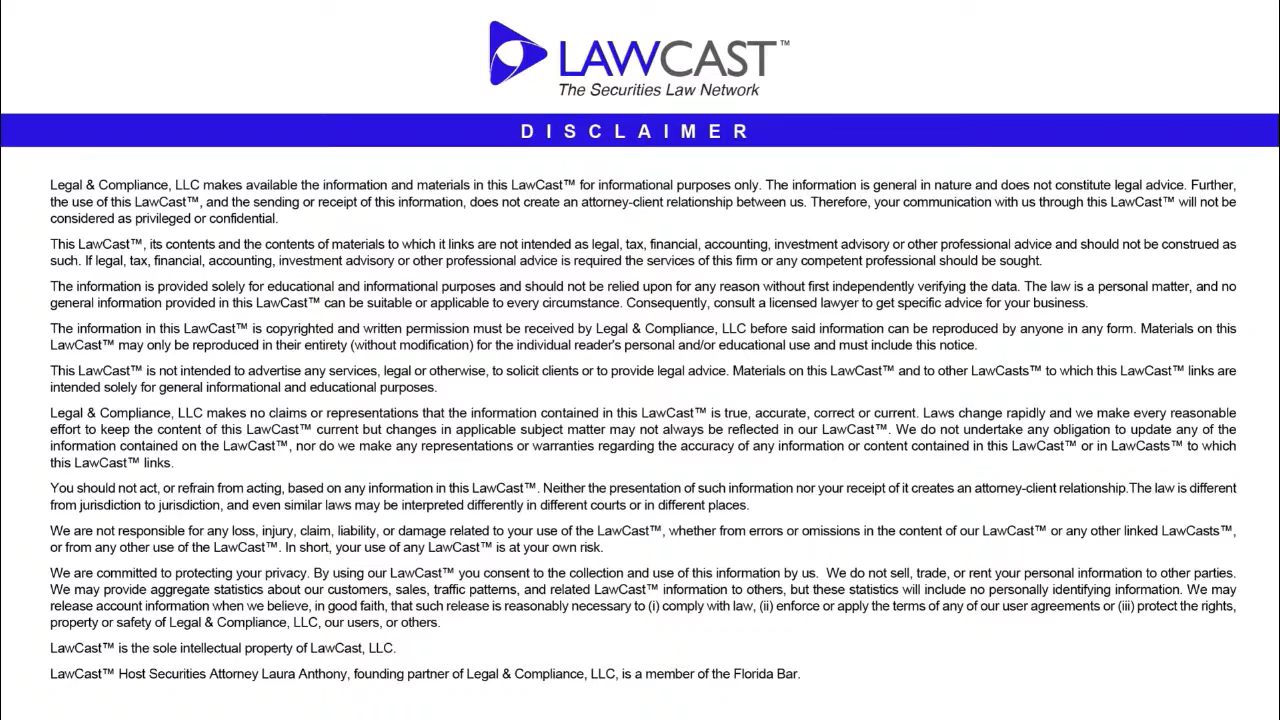 LAWCAST™
The Securities Law Network
DISCLAIMER
Legal & Compliance, LLC makes available the information and materials in this LawCast™ for informational purposes only. The information is general in nature and does not constitute legal advice. Further,
the use of this LawCast™, and the sending or receipt of this information, does not create an attorney-client relationship between us. Therefore, your communication with us through this LawCast™ will not be
considered as privileged or confidential.
This LawCast™, its contents and the contents of materials to which it links are not intended as legal, tax, financial, accounting, investment advisory or other professional advice and should not be construed as
such. If legal, tax, financial, accounting, investment advisory or other professional advice is required the services of this firm or any competent professional should be sought.
The information is provided solely for educational and informational purposes and should not be relied upon for any reason without first independently verifying the data. The law is a personal matter, and no
general information provided in this LawCast™ can be suitable or applicable to every circumstance. Consequently, consult a licensed lawyer to get specific advice for your business.
The information in this LawCast™ is copyrighted and written permission must be received by Legal & Compliance, LLC before said information can be reproduced by anyone in any form. Materials on this
LawCast™ may only be reproduced in their entirety (without modification) for the individual reader's personal and/or educational use and must include this notice.
This LawCast™ is not intended to advertise any services, legal or otherwise, to solicit clients or to provide legal advice. Materials on this LawCast™ and to other LawCasts™ to which this LawCast™ links are
intended solely for general informational and educational purposes.
Legal & Compliance, LLC makes no claims or representations that the information contained in this LawCast™ is true, accurate, correct or current. Laws change rapidly and we make every reasonable
effort to keep the content of this LawCast™ current but changes in applicable subject matter may not always be reflected in our LawCast™. We do not undertake any obligation to update any of the
information contained on the LawCast™, nor do we make any representations or warranties regarding the accuracy of any information or content contained in this LawCast™ or in LawCasts™ to which
this LawCast™ links.
You should not act, or refrain from acting, based on any information in this LawCast™. Neither the presentation of such information nor your receipt of it creates an attorney-client relationship.The law is different
from jurisdiction to jurisdiction, and even similar laws may be interpreted differently in different courts or in different places.
We are not responsible for any loss, injury, claim, liability, or damage related to your use of the LawCast™, whether from errors or omissions in the content of our LawCast™ or any other linked LawCasts™,
or from any other use of the LawCast™. In short, your use of any LawCast™ is at your own risk.
We are committed to protecting your privacy. By using our LawCast™ you consent to the collection and use of this information by us. We do not sell, trade, or rent your personal information to other parties.
We may provide aggregate statistics about our customers, sales, traffic patterns, and related LawCast™ information to others, but these statistics will include no personally identifying information. We may
release account information when we believe, in good faith, that such release is reasonably necessary to (i) comply with law, (ii) enforce or apply the terms of any of our user agreements or (iii) protect the rights,
property or safety of Legal & Compliance, LLC, our users, or others.
LawCast™ is the sole intellectual property of LawCast, LLC.
LawCast™ Host Securities Attorney Laura Anthony, founding partner of Legal & Compliance, LLC, is a member of the Florida Bar.